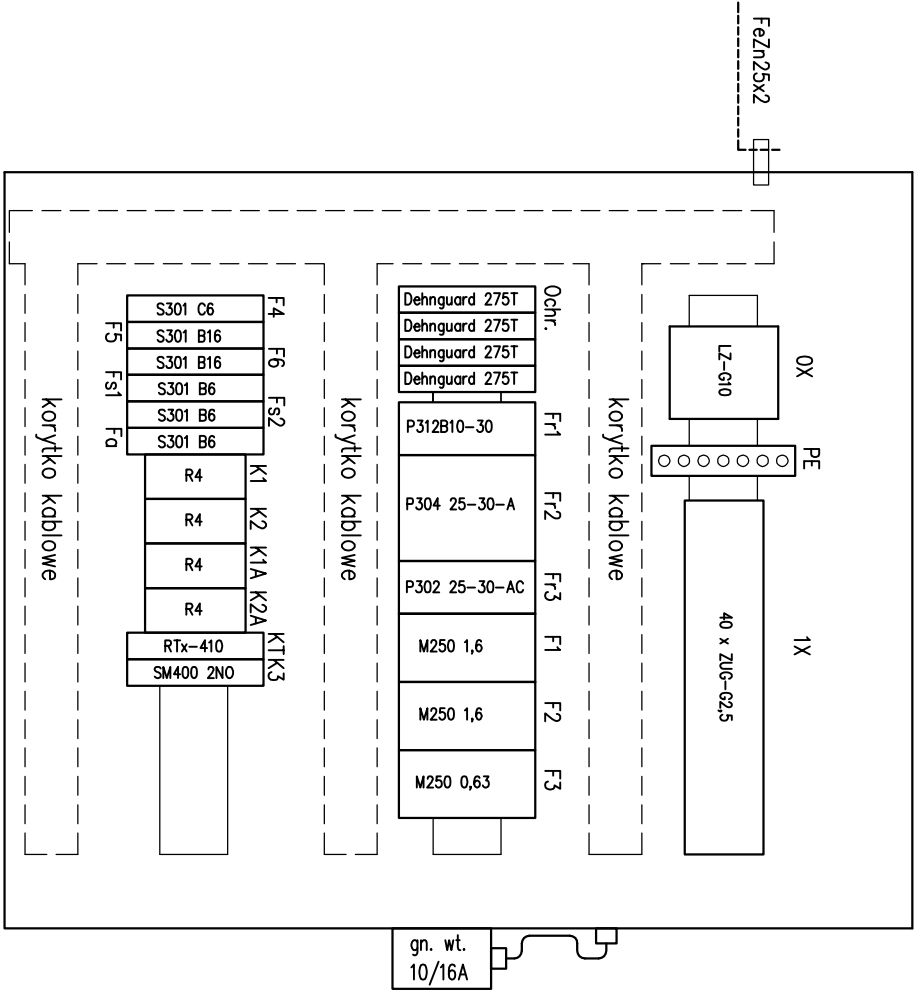 FeZn25x2
F4
S301 C6
F5
S301 B16
F6
S301 B16
Fs1
S301 B6
Fs2
S301 B6
Fa
S301 B6
K1
R4
K2
R4
K1A
R4
K2A
R4
KT
RTx-410
K3
SM400 2NO
korytko kablowe
korytko kablowe
korytko kablowe
Ochr.
Dehnguard 275T
Dehnguard 275T
Dehnguard 275T
Dehnguard 275T
Fr1
P312B10-30
Fr2
P304 25-30-A
Fr3
P302 25-30-AC
F1
M250 1,6
F2
M250 1,6
F3
M250 0,63
0X
LZ-G10
PE
1X
40 x ZUG-G2,5
gn. wt.
10/16A